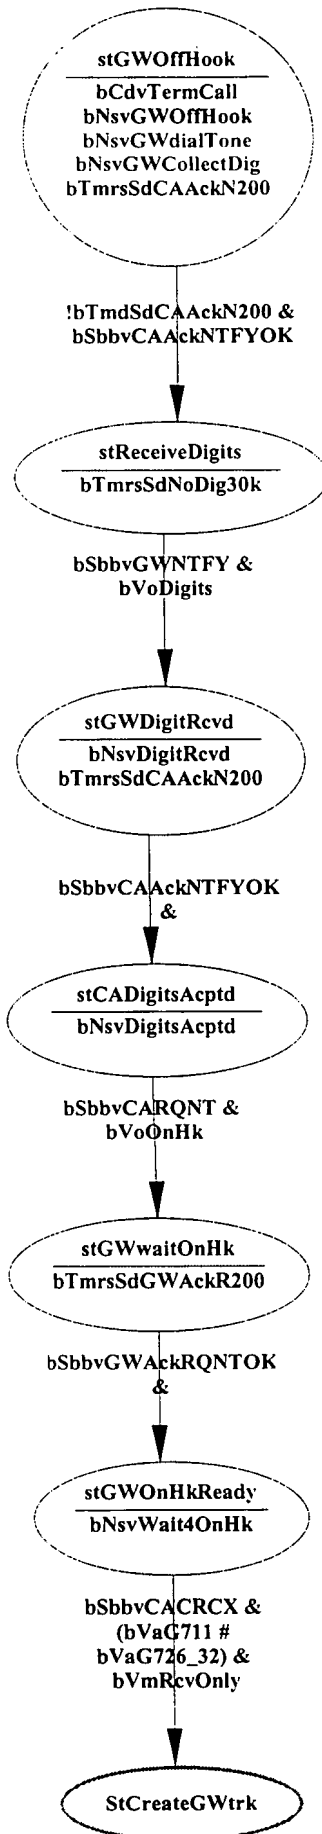 stGWOffHook
bCdvTermCall
bNsvGWOffHook
bNsvGWdialTone
bNsvGWCollectDig
bTmrsSdCAAckN200
!bTmdSdCAAckN200 &
bSbbvCAAckNTFYOK
stReceiveDigits
bTmrsSdNoDig30k
bSbbvGWNTFY &
bVoDigits
stGWDigitRcvd
bNsvDigitRcvd
bTmrsSdCAAckN200
bSbbvCAAckNTFYOK
&
stCADigitsAcptd
bNsvDigitsAcptd
bSbbvCARQNT &
bVoOnHk
stGWwaitOnHk
bTmrsSdGWAckR200
bSbbvGWAckRQNTOK
&
stGWOnHkReady
bNsvWait4OnHk
bSbbvCACRCX &
(bVaG711 #
bVaG726_32) &
bVmRcvOnly
StCreateGWtrk